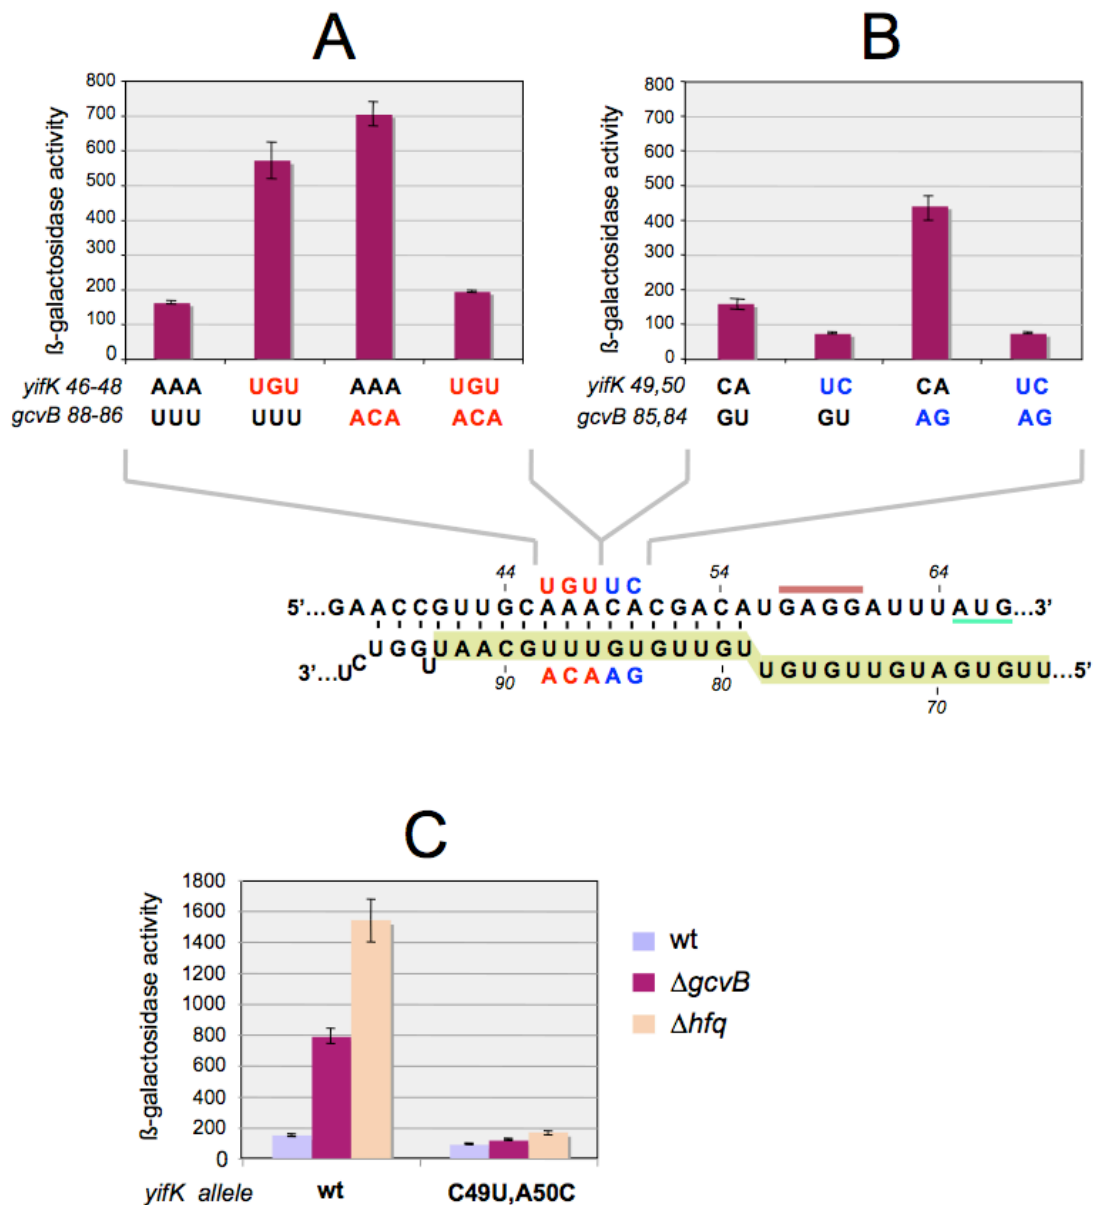 A
B
ß-galactosidase activity
800
700
600
500
400
300
200
100
0
yifK 46-48 AAA UGU AAA UGU
gcvB 88-86 UUU UUU ACA ACA
ß-galactosidase activity
800
700
600
500
400
300
200
100
0
yifK 49,50 CA UC CA UC
gcvB 85,84 GU GU AG AG
44 UGUUC 54 64
5’...GAACCGUUGCAAACACGACAUGAGGAUUUAUG...3’
3’...UCUGGUUAACGUUUGUGUUGUUGUGUUGUAGUGUU...5’
90 ACAAG 80 70
C
ß-galactosidase activity
1800
1600
1400
1200
1000
800
600
400
200
0
yifK allele wt C49U,A50C
wt
ΔgcvB
Δhfq